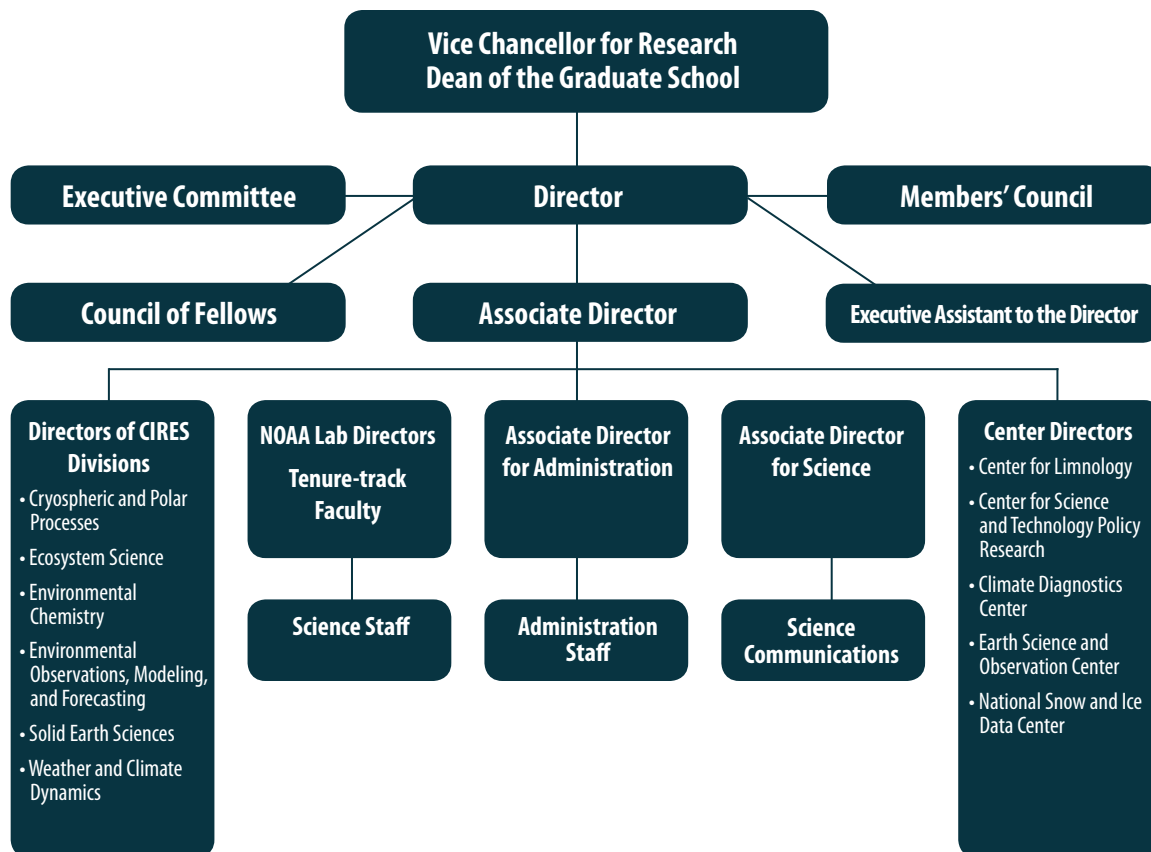 Vice Chancellor for Research
Dean of the Graduate School
Executive Committee
Director
Members’ Council
Council of Fellows
Associate Director
Executive Assistant to the Director
Directors of CIRES
Divisions
• Cryospheric and Polar
Processes
• Ecosystem Science
• Environmental
Chemistry
• Environmental
Observations, Modeling,
and Forecasting
• Solid Earth Sciences
• Weather and Climate
Dynamics
NOAA Lab Directors
Tenure-track
Faculty
Science Staff
Associate Director
for Administration
Administration
Staff
Associate Director
for Science
Science
Communications
Center Directors
• Center for Limnology
• Center for Science
and Technology Policy
Research
• Climate Diagnostics
Center
• Earth Science and
Observation Center
• National Snow and Ice
Data Center